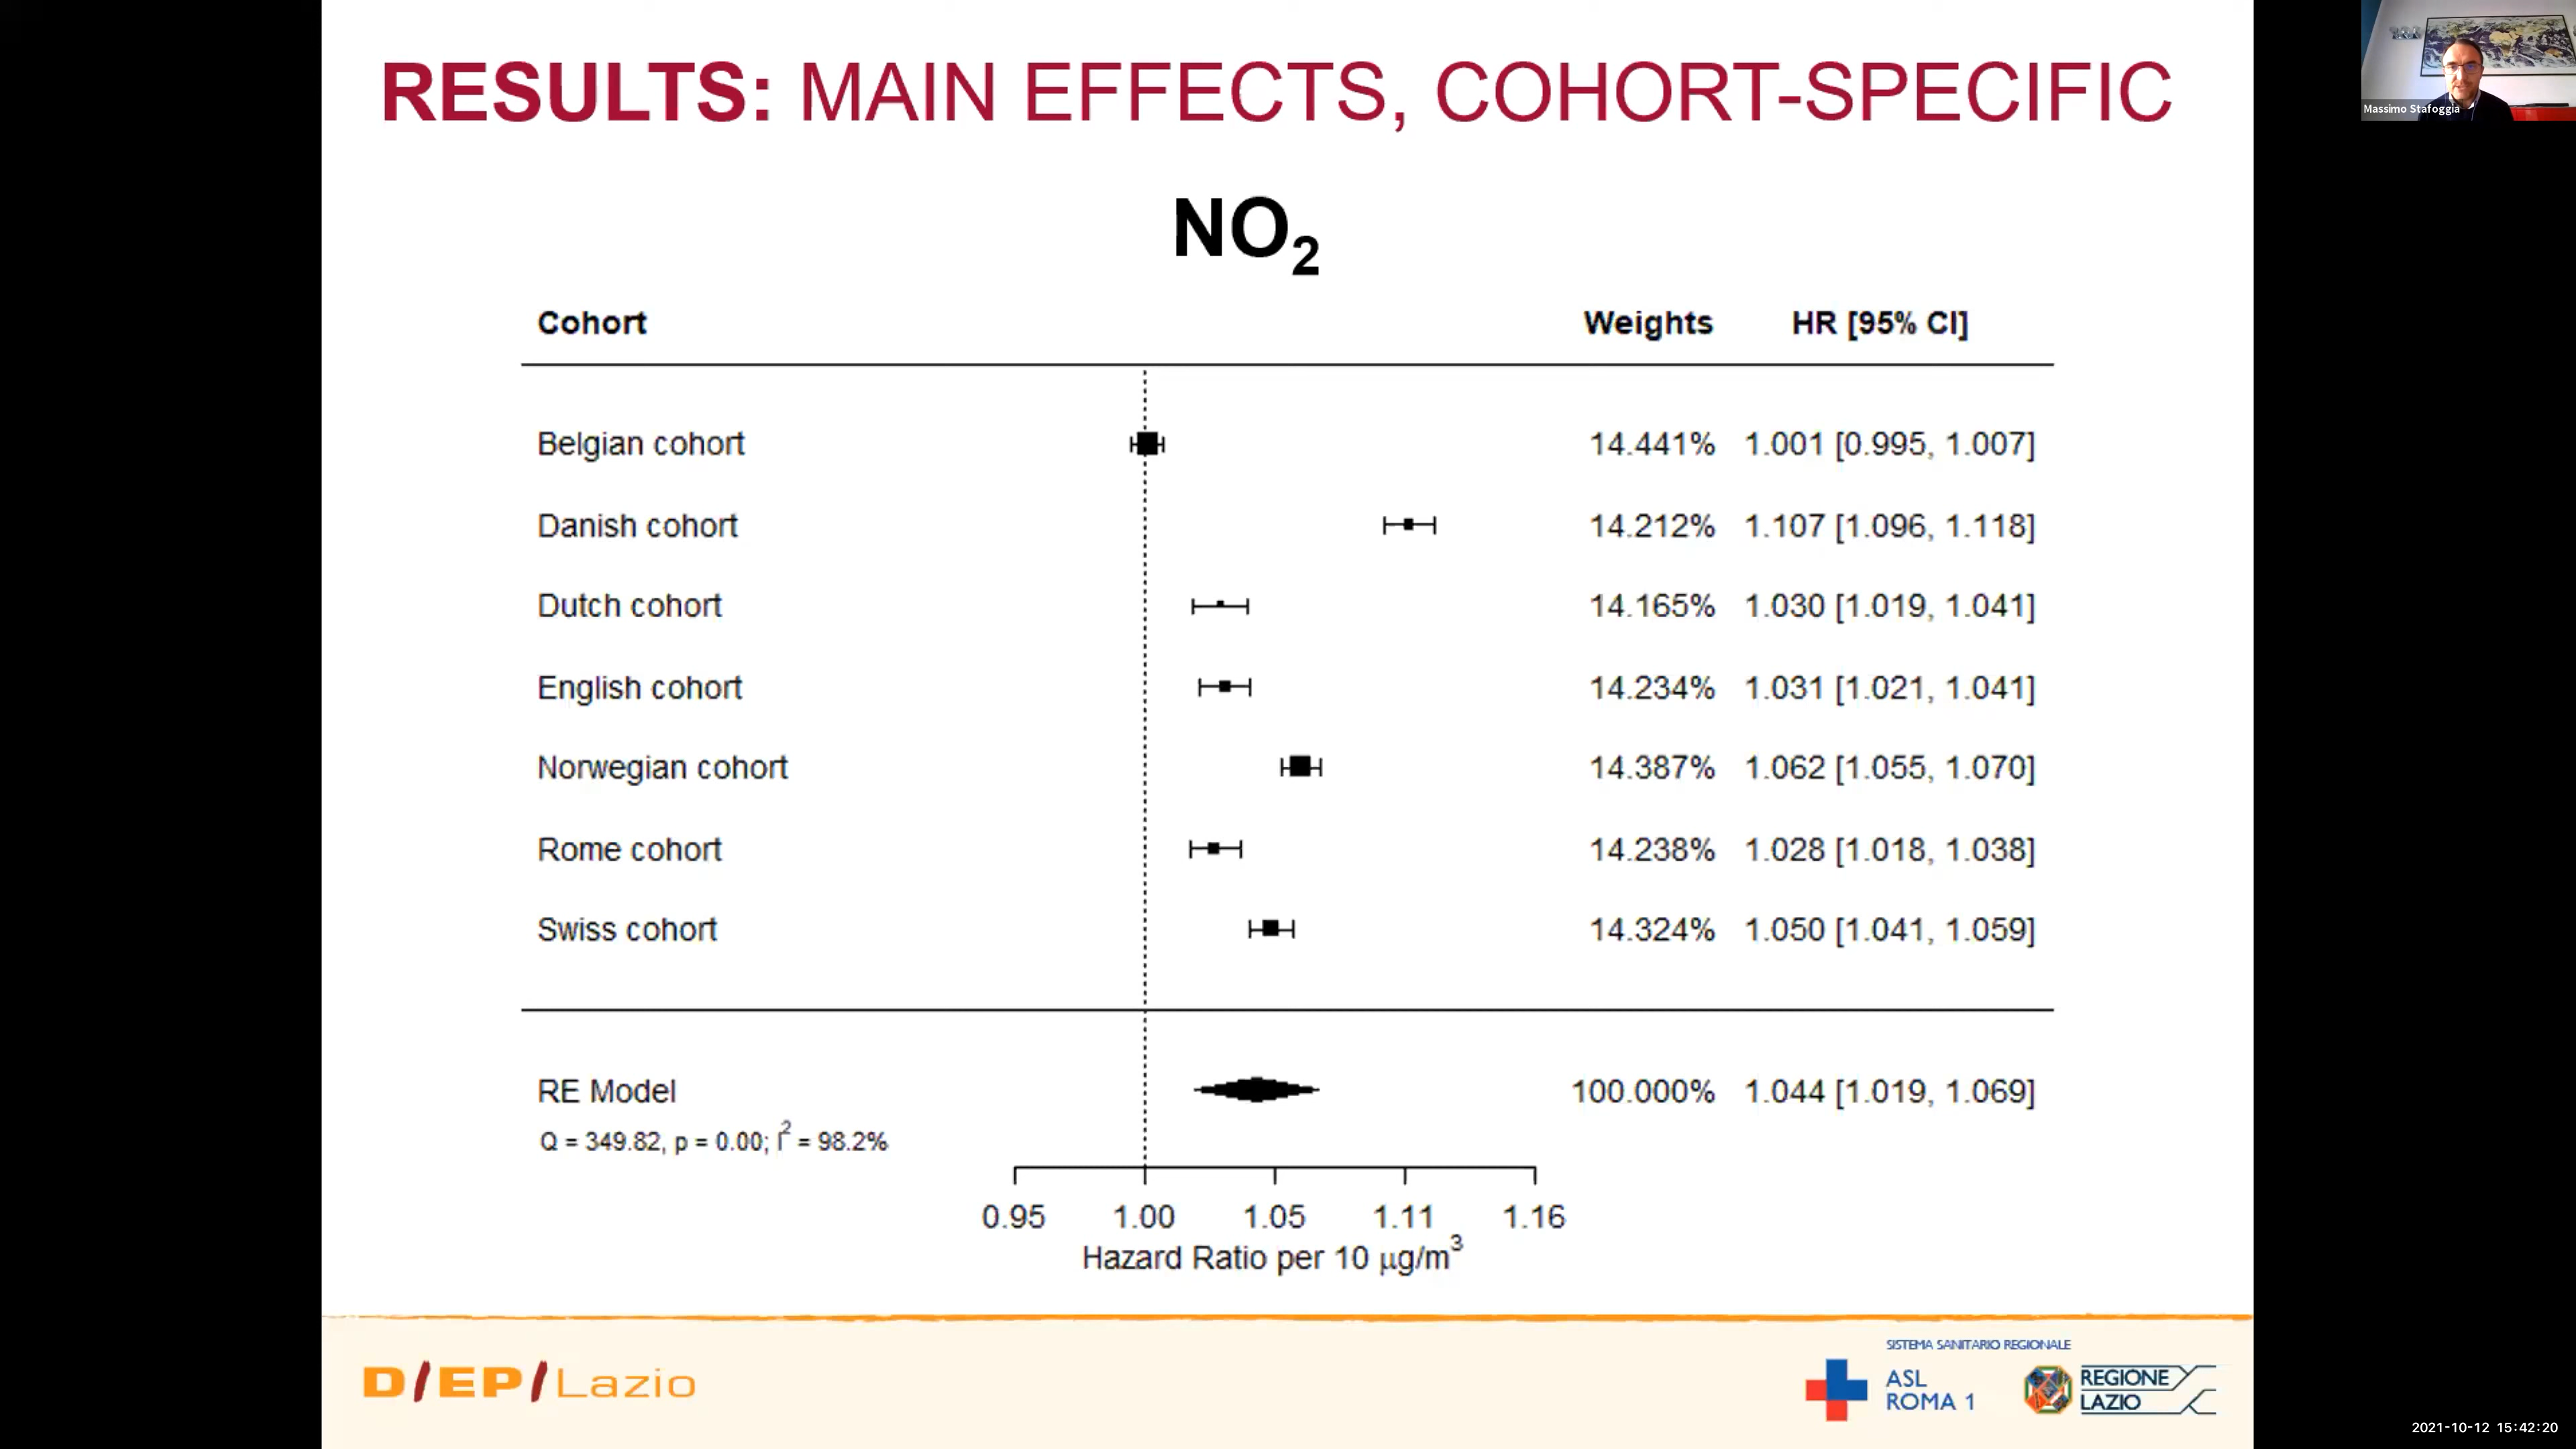 RESULTS: MAIN EFFECTS, COHORT-SPECIFIC
Massimo Stafoggia
NO₂
Cohort Weights HR [95% CI]
Belgian cohort 14.441% 1.001 [0.995, 1.007]
Danish cohort 14.212% 1.107 [1.096, 1.118]
Dutch cohort 14.165% 1.030 [1.019, 1.041]
English cohort 14.234% 1.031 [1.021, 1.041]
Norwegian cohort 14.387% 1.062 [1.055, 1.070]
Rome cohort 14.238% 1.028 [1.018, 1.038]
Swiss cohort 14.324% 1.050 [1.041, 1.059]
RE Model 100.000% 1.044 [1.019, 1.069]
Q = 349.82, p = 0.00; I² = 98.2%
0.95 1.00 1.05 1.11 1.16
Hazard Ratio per 10 μg/m³
SISTEMA SANITARIO REGIONALE
D/EP/Lazio
ASL
ROMA 1
REGIONE
LAZIO
2021-10-12 15:42:20